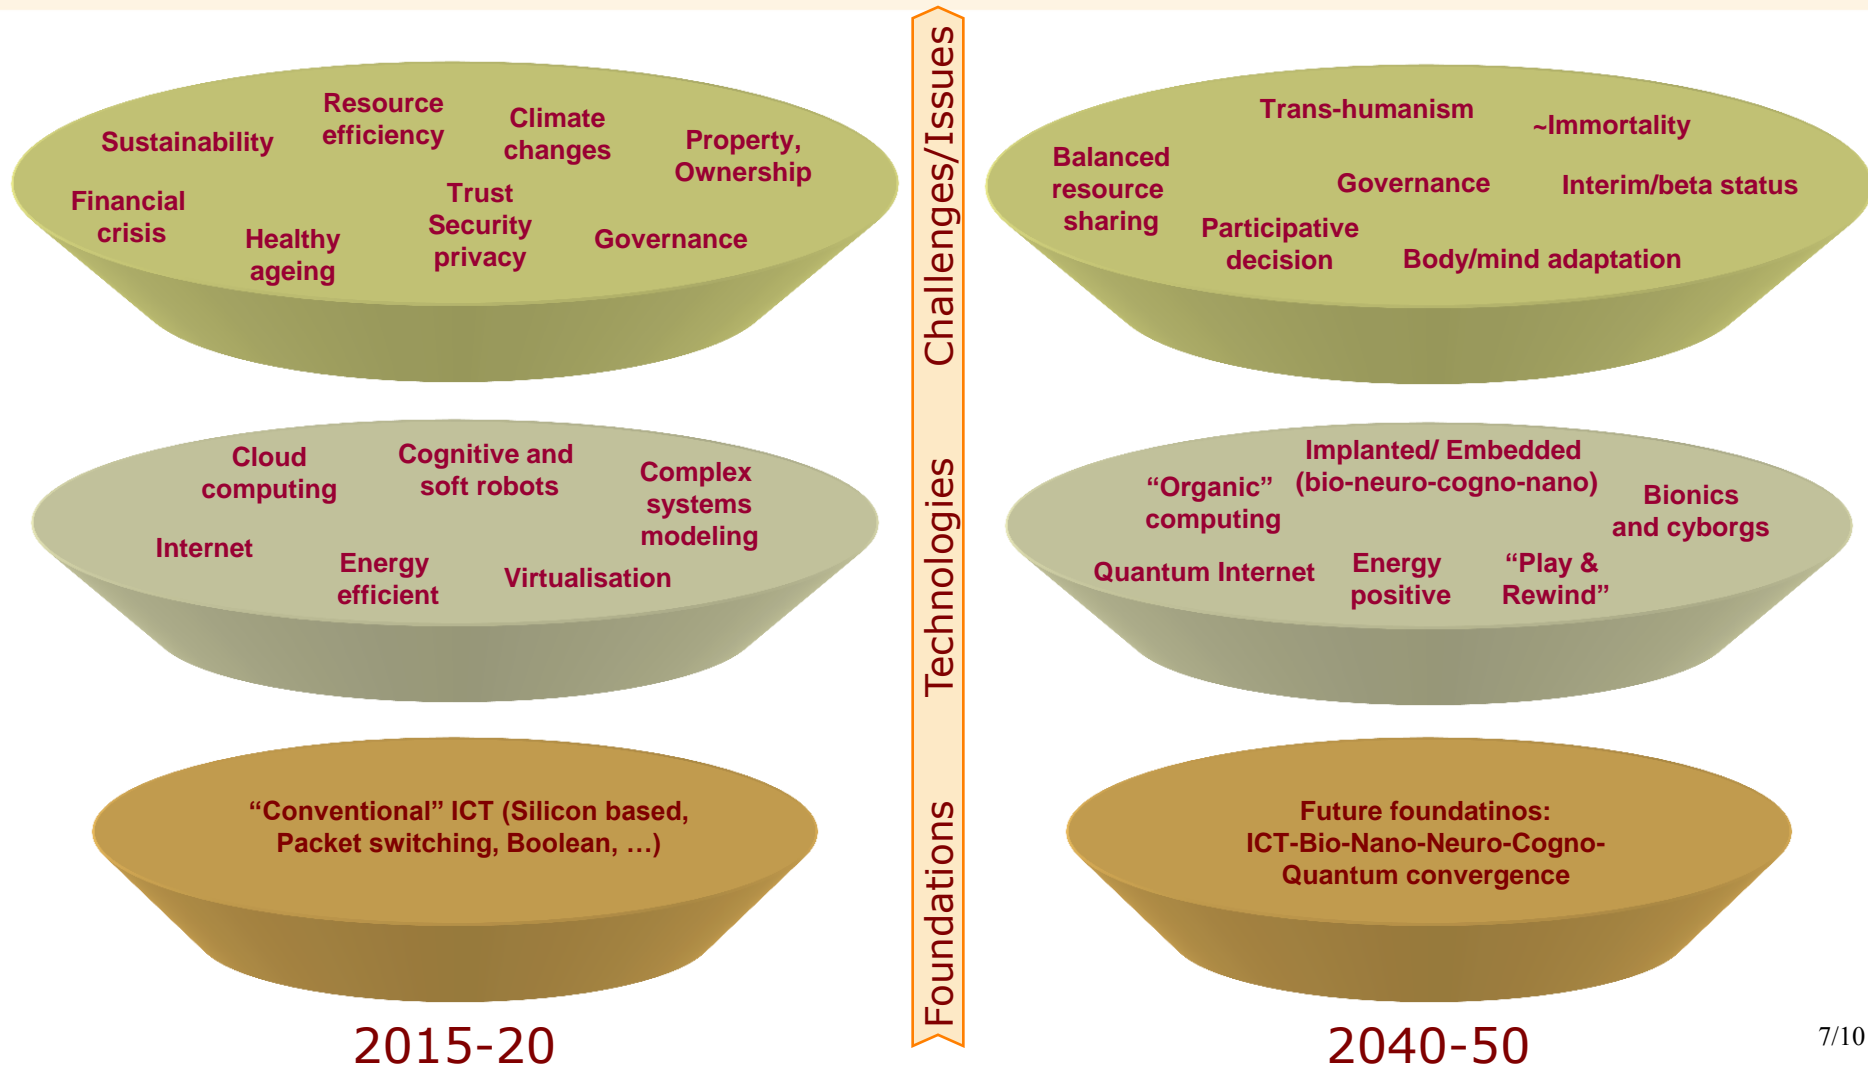 Resource
efficiency
Climate
changes
Sustainability
Property,
Ownership
Financial
crisis
Trust
Security
privacy
Healthy
ageing
Governance
Cloud
computing
Cognitive and
soft robots
Complex
systems
modeling
Internet
Energy
efficient
Virtualisation
“Conventional” ICT (Silicon based,
Packet switching, Boolean, …)
2015-20
Challenges/Issues
Technologies
Foundations
Trans-humanism
~Immortality
Balanced
resource
sharing
Governance
Interim/beta status
Participative
decision
Body/mind adaptation
Implanted/ Embedded
(bio-neuro-cogno-nano)
“Organic”
computing
Bionics
and cyborgs
Quantum Internet
Energy
positive
“Play &
Rewind”
Future foundatinos:
ICT-Bio-Nano-Neuro-Cogno-
Quantum convergence
2040-50
7/10